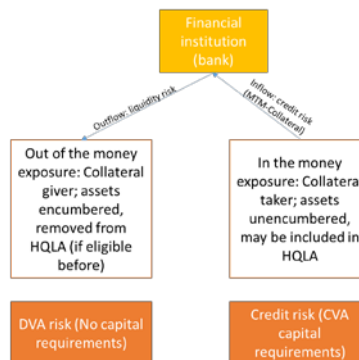 Financial
institution
(bank)
Outflow: liquidity risk
Inflow: credit risk
(MTM-Collateral)
Out of the money
exposure: Collateral
giver; assets
encumbered,
removed from
HQLA (if eligible
before)
In the money
exposure: Collateral
taker; assets
unencumbered,
may be included in
HQLA
DVA risk (No capital
requirements)
Credit risk (CVA
capital
requirements)